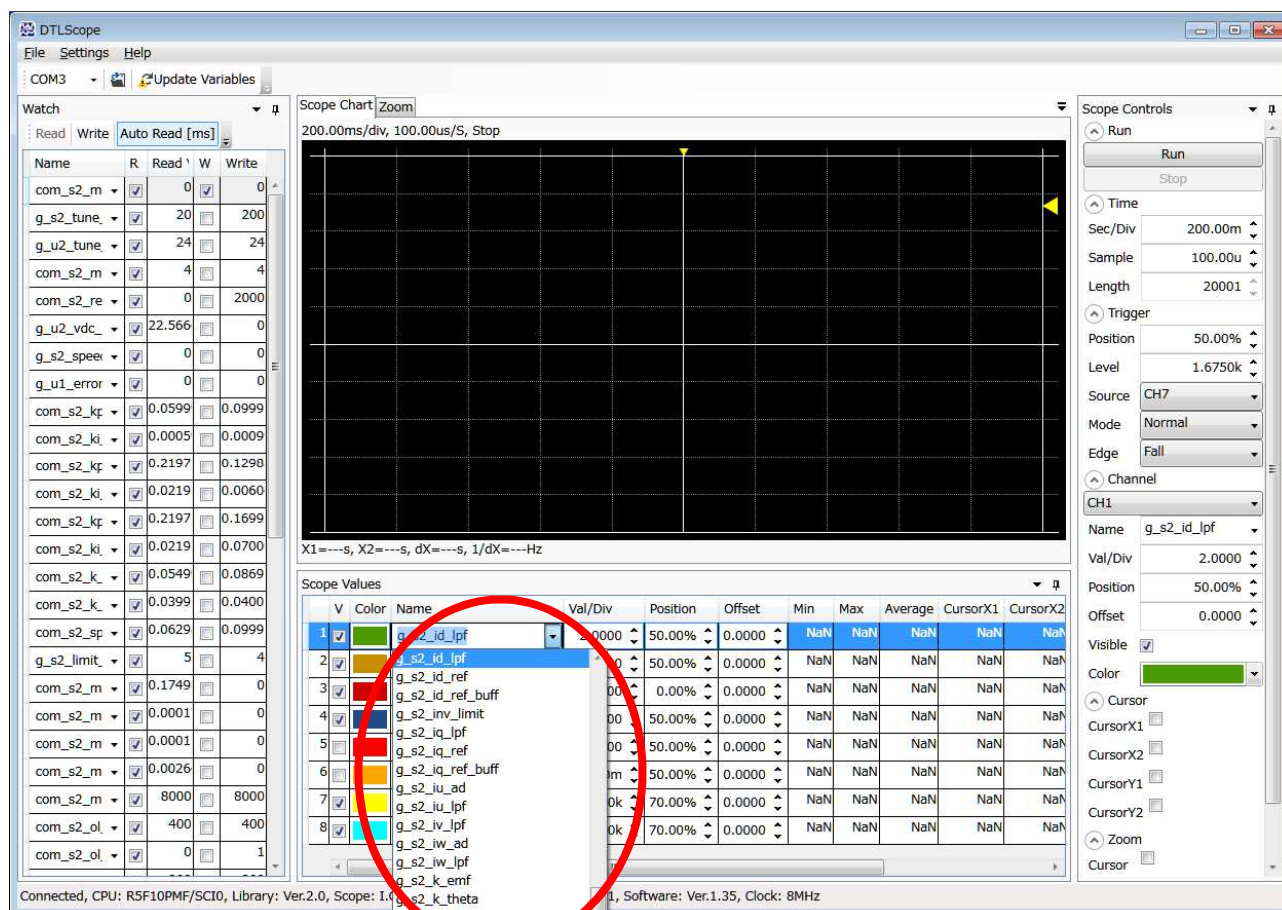 DTLScope
File Settings Help
COM3 Update Variables
Watch
Read Write Auto Read [ms]
Name R Read W Write
com_s2_m 0 0
g_s2_tune_ 20 200
g_u2_tune_ 24 24
com_s2_m 4 4
com_s2_re 0 2000
g_u2_vdc_ 22.566 0
g_s2_speed 0 0
g_u1_error 0 0
com_s2_kp 0.0599 0.0999
com_s2_ki_ 0.0005 0.0009
com_s2_kp 0.2197 0.1298
com_s2_ki_ 0.0219 0.0060
com_s2_kp 0.2197 0.1699
com_s2_ki_ 0.0219 0.0700
com_s2_k_ 0.0549 0.0869
com_s2_k_ 0.0399 0.0400
com_s2_sp 0.0629 0.0999
g_s2_limit_ 5 4
com_s2_m 0.1749 0
com_s2_m 0.0001 0
com_s2_m 0.0001 0
com_s2_m 0.0026 0
com_s2_m 8000 8000
com_s2_ol_ 400 400
com_s2_ol_ 0 1
Scope Chart Zoom
200.00ms/div, 100.00us/S, Stop
X1=---s, X2=---s, dX=---s, 1/dX=---Hz
Scope Values
V Color Name Val/Div Position Offset Min Max Average CursorX1 CursorX2
1 g_s2_id_lpf 2.0000 50.00% 0.0000 NaN NaN NaN NaN NaN
2 50.00% 0.0000 NaN NaN NaN NaN NaN
3 0.00% 0.0000 NaN NaN NaN NaN NaN
4 50.00% 0.0000 NaN NaN NaN NaN NaN
5 50.00% 0.0000 NaN NaN NaN NaN NaN
6 50.00% 0.0000 NaN NaN NaN NaN NaN
7 70.00% 0.0000 NaN NaN NaN NaN NaN
8 70.00% 0.0000 NaN NaN NaN NaN NaN
g_s2_id_lpf
g_s2_id_ref
g_s2_id_ref_buff
g_s2_inv_limit
g_s2_iq_lpf
g_s2_iq_ref
g_s2_iq_ref_buff
g_s2_iu_ad
g_s2_iu_lpf
g_s2_iv_lpf
g_s2_iw_ad
g_s2_iw_lpf
g_s2_k_emf
g_s2_k_theta
Scope Controls
Run
Run
Stop
Time
Sec/Div 200.00m
Sample 100.00u
Length 20001
Trigger
Position 50.00%
Level 1.6750k
Source CH7
Mode Normal
Edge Fall
Channel
CH1
Name g_s2_id_lpf
Val/Div 2.0000
Position 50.00%
Offset 0.0000
Visible
Color
Cursor
CursorX1
CursorX2
CursorY1
CursorY2
Zoom
Cursor
Connected, CPU: R5F10PMF/SCI0, Library: Ver.2.0, Scope: 1, Software: Ver.1.35, Clock: 8MHz